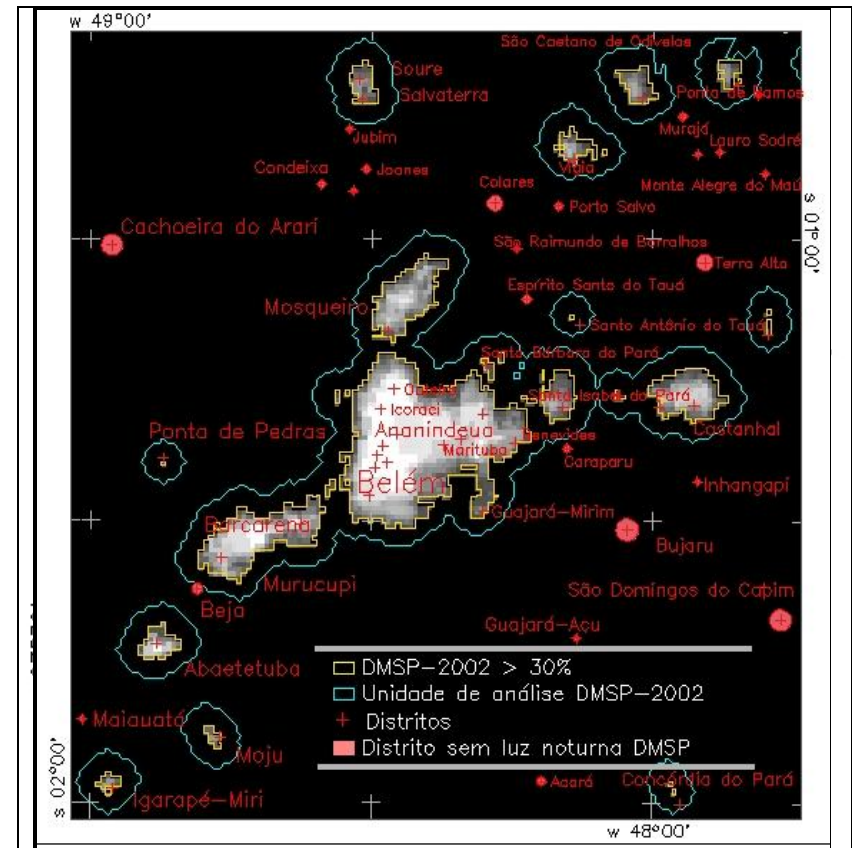 w 49°00'
São Caetano de Odivelas
Soure
Salvaterra
Ponta de Ramos
Jubim
Murajá
Lauro Sodré
Vigia
Condeixa
Joanes
Colares
Monte Alegre do Maú
Porto Salvo
s 01°00'
Cachoeira do Arari
São Raimundo de Borralhos
Terra Alta
Espírito Santo do Tauá
Mosqueiro
Santo Antônio do Tauá
Santa Bárbara do Pará
Outeiro
Santa Isabel do Pará
Icoraci
Ponta de Pedras
Ananindeua
Benevides
Castanhal
Marituba
Caraparu
Belém
Inhangapi
Guajará-Mirim
Barcarena
Bujaru
Murucupi
São Domingos do Capim
Beja
Guajará-Açu
Abaetetuba
DMSP-2002 > 30%
Unidade de análise DMSP-2002
Distritos
Distrito sem luz noturna DMSP
Maiauatá
Moju
s 02°00'
Igarapé-Miri
Acará
Concórdia do Pará
w 48°00'